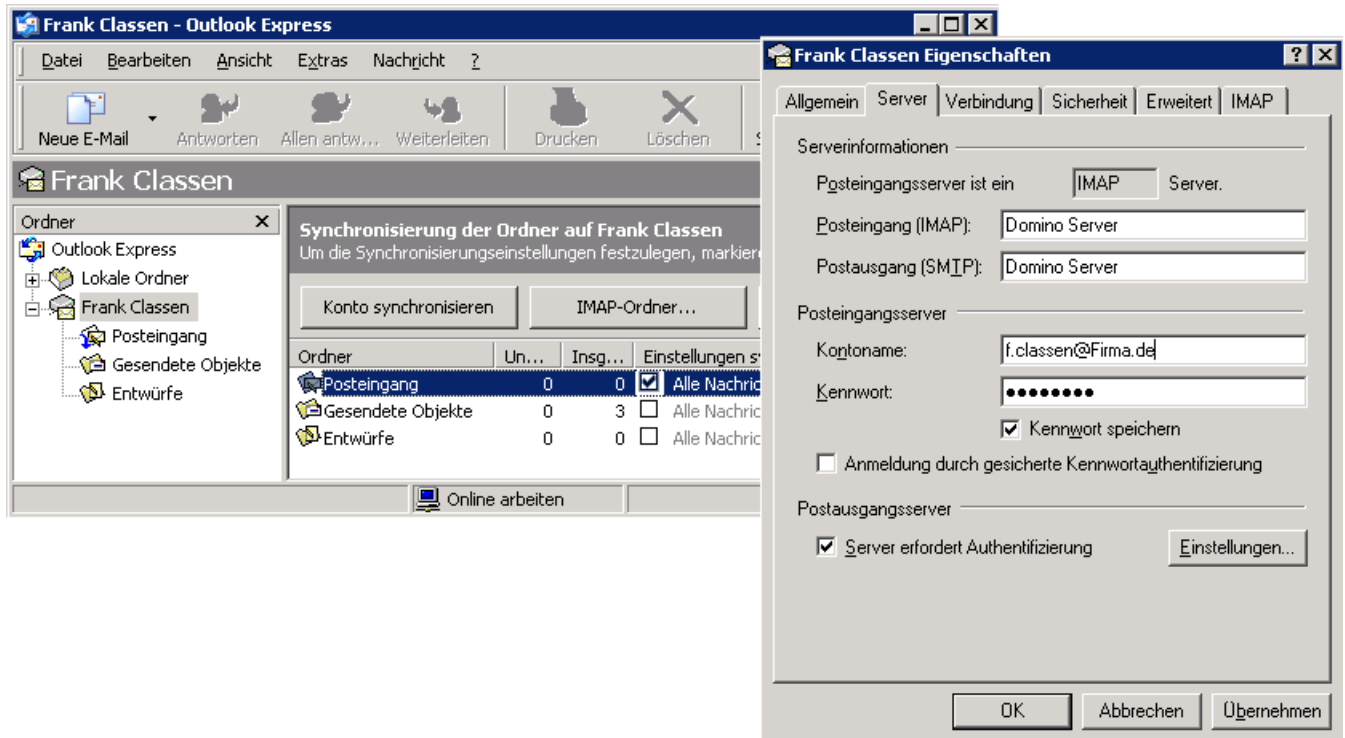 Frank Classen - Outlook Express
Datei Bearbeiten Ansicht Extras Nachricht ?
Neue E-Mail Antworten Allen antw... Weiterleiten Drucken Löschen
Frank Classen
Ordner x
Outlook Express
Lokale Ordner
Frank Classen
Posteingang
Gesendete Objekte
Entwürfe
Synchronisierung der Ordner auf Frank Classen
Um die Synchronisierungseinstellungen festzulegen,
Konto synchronisieren IMAP-Ordner...
Ordner Un... Insg... Einstellungen
Posteingang 0 0 Alle
Gesendete Objekte 0 3 Alle
Entwürfe 0 0 Alle
Online arbeiten
Frank Classen Eigenschaften
Allgemein Server Verbindung Sicherheit Erweitert IMAP
Serverinformationen
Posteingangsserver ist ein IMAP Server.
Posteingang (IMAP): Domino Server
Postausgang (SMTP): Domino Server
Posteingangsserver
Kontoname: f.classen@Firma.de
Kennwort: ●●●●●●●●
Kennwort speichern
Anmeldung durch gesicherte Kennwortauthentifizierung
Postausgangsserver
Server erfordert Authentifizierung Einstellungen...
OK Abbrechen Übernehmen